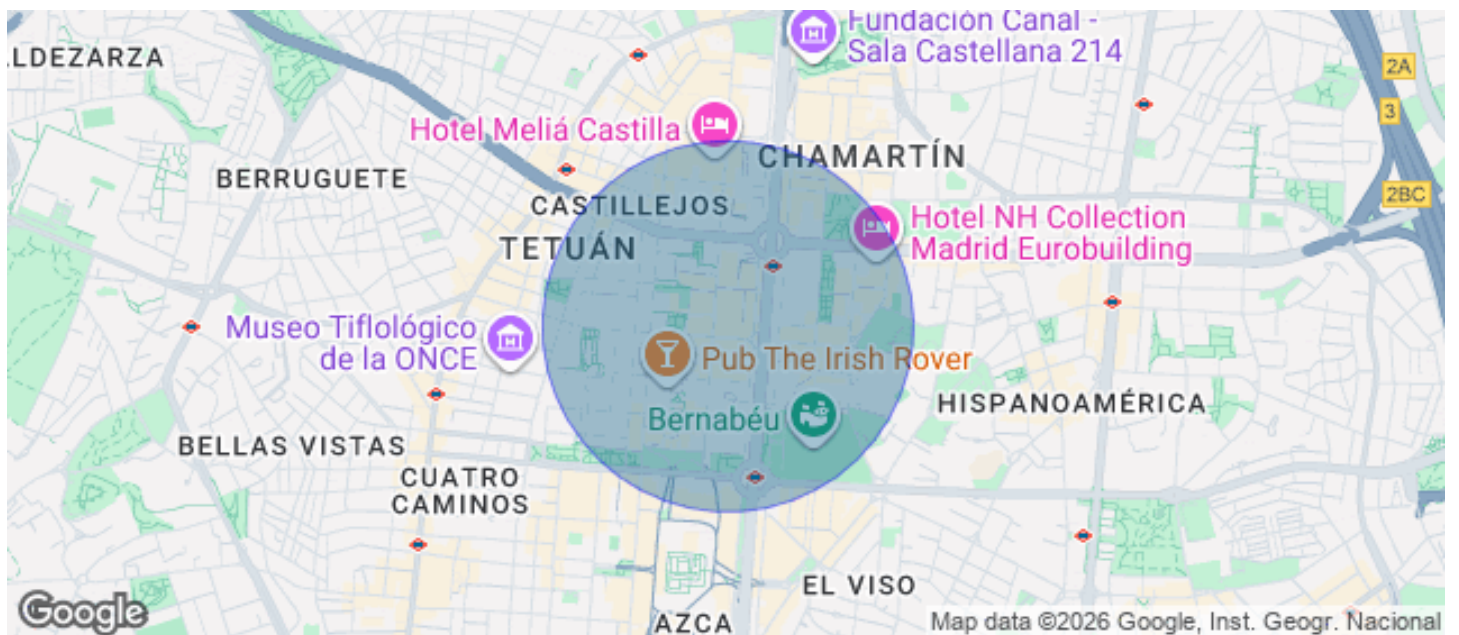 Fundación Canal -
Sala Castellana 214
LDEZARZA
2A
3
Hotel Meliá Castilla
CHAMARTÍN
BERRUGUETE
2BC
CASTILLEJOS
Hotel NH Collection
Madrid Eurobuilding
TETUÁN
Museo Tiflológico
de la ONCE
Pub The Irish Rover
Bernabéu
HISPANOAMÉRICA
BELLAS VISTAS
CUATRO
CAMINOS
EL VISO
Google
AZCA
Map data ©2026 Google, Inst. Geogr. Nacional